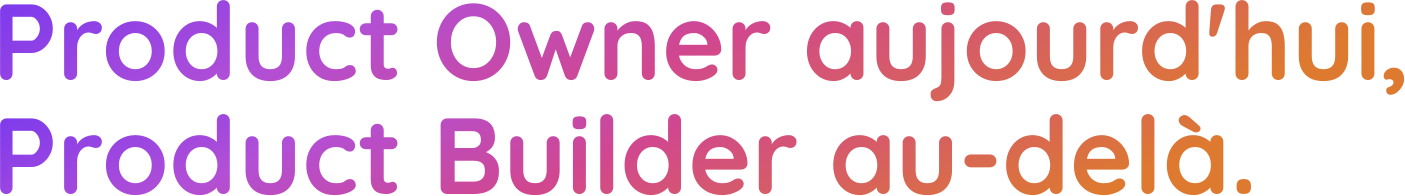 Product Owner aujourd'hui,
Product Builder au-delà.